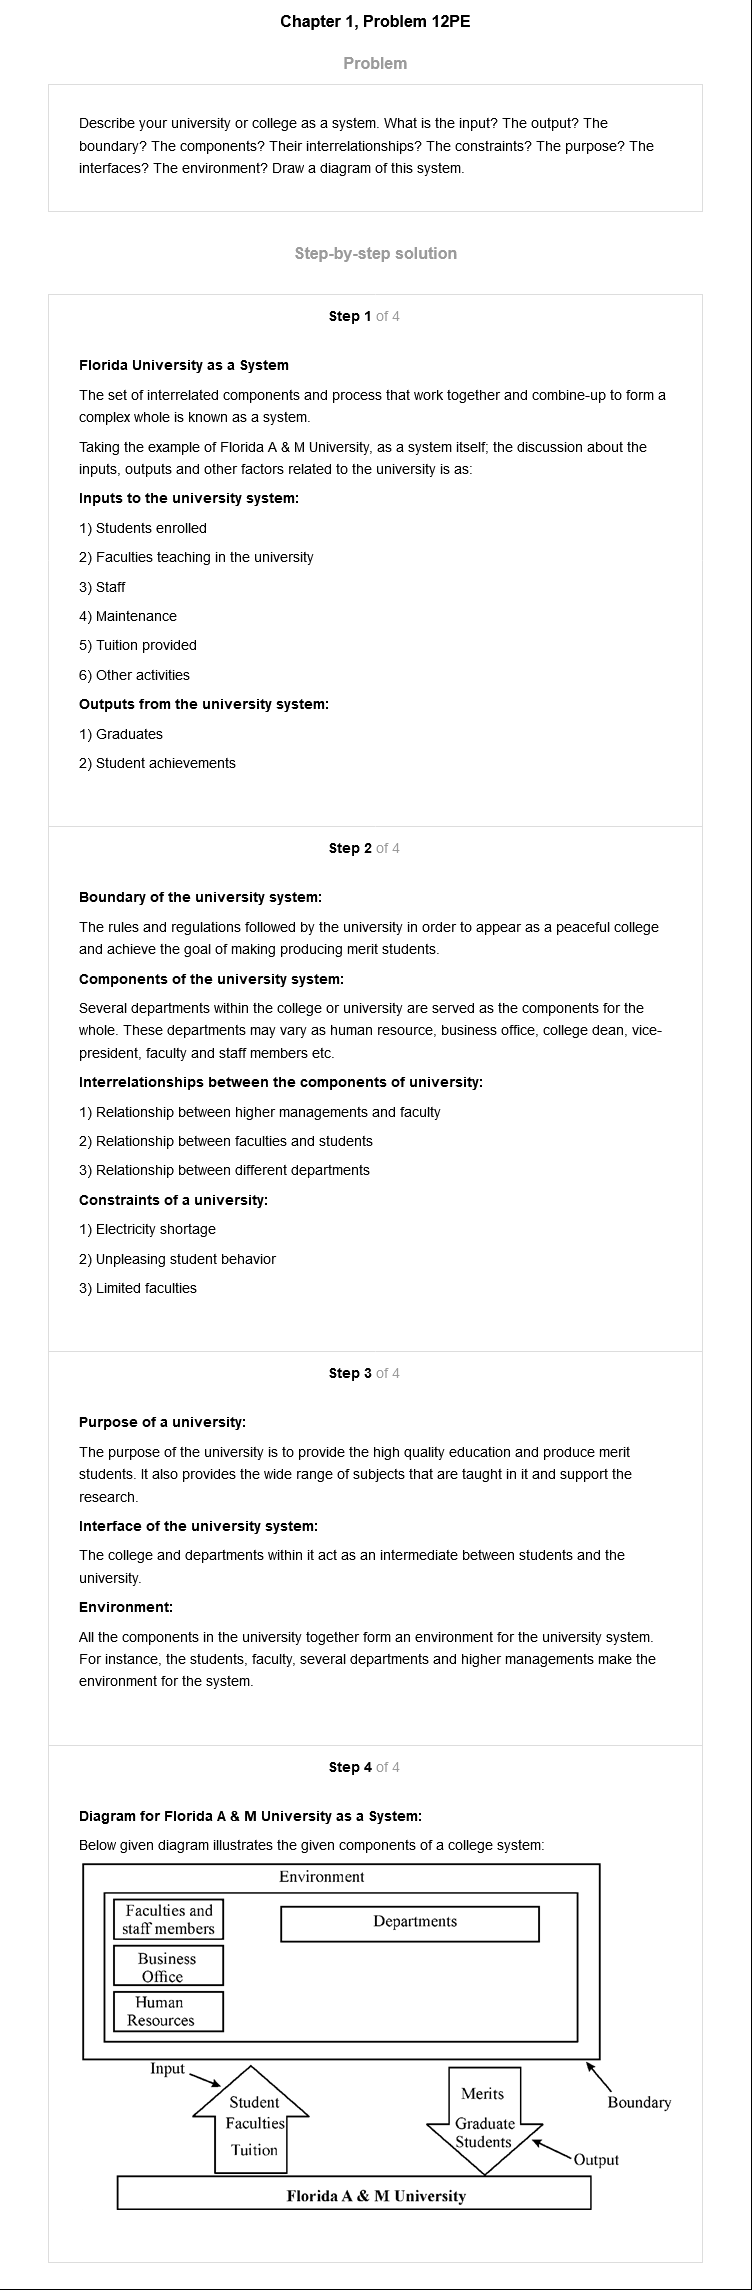 Chapter 1, Problem 12PE
Problem
Describe your university or college as a system. What is the input? The output? The
boundary? The components? Their interrelationships? The constraints? The purpose? The
interfaces? The environment? Draw a diagram of this system.
Step-by-step solution
Step 1 of 4
Florida University as a System
The set of interrelated components and process that work together and combine-up to form a
complex whole is known as a system.
Taking the example of Florida A & M University, as a system itself; the discussion about the
inputs, outputs and other factors related to the university is as:
Inputs to the university system:
1) Students enrolled
2) Faculties teaching in the university
3) Staff
4) Maintenance
5) Tuition provided
6) Other activities
Outputs from the university system:
1) Graduates
2) Student achievements
Step 2 of 4
Boundary of the university system:
The rules and regulations followed by the university in order to appear as a peaceful college
and achieve the goal of making producing merit students.
Components of the university system:
Several departments within the college or university are served as the components for the
whole. These departments may vary as human resource, business office, college dean, vice-
president, faculty and staff members etc.
Interrelationships between the components of university:
1) Relationship between higher managements and faculty
2) Relationship between faculties and students
3) Relationship between different departments
Constraints of a university:
1) Electricity shortage
2) Unpleasing student behavior
3) Limited faculties
Step 3 of 4
Purpose of a university:
The purpose of the university is to provide the high quality education and produce merit
students. It also provides the wide range of subjects that are taught in it and support the
research.
Interface of the university system:
The college and departments within it act as an intermediate between students and the
university.
Environment:
All the components in the university together form an environment for the university system.
For instance, the students, faculty, several departments and higher managements make the
environment for the system.
Step 4 of 4
Diagram for Florida A & M University as a System:
Below given diagram illustrates the given components of a college system:
Environment
Faculties and
staff members
Departments
Business
Office
Human
Resources
Input
Student
Faculties
Tuition
Merits
Graduate
Students
Boundary
Output
Florida A & M University